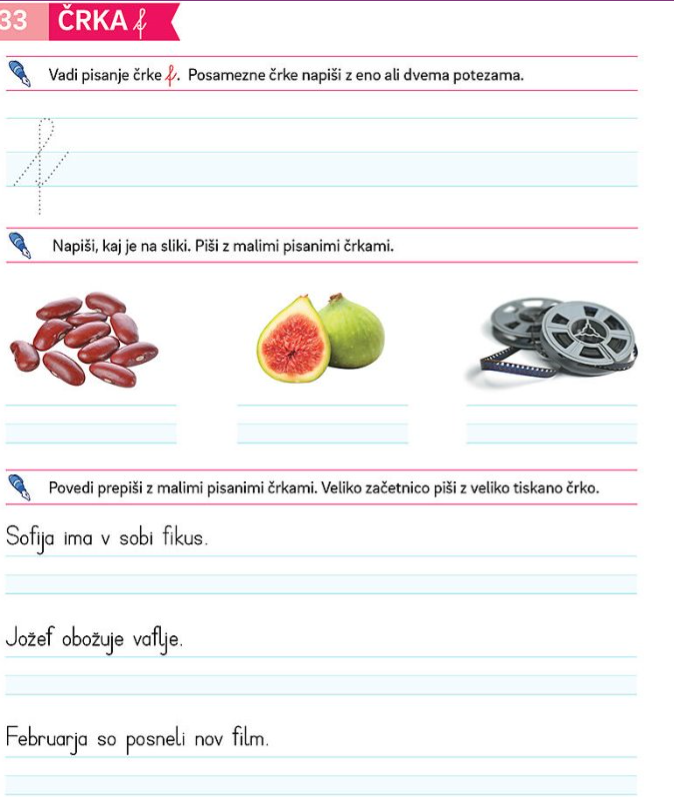 33 ČRKA f
Vadi pisanje črke f. Posamezne črke napiši z eno ali dvema potezama.
f
Napiši, kaj je na sliki. Piši z malimi pisanimi črkami.
Povedi prepiši z malimi pisanimi črkami. Veliko začetnico piši z veliko tiskano črko.
Sofija ima v sobi fikus.
Jožef obožuje vaflje.
Februarja so posneli nov film.